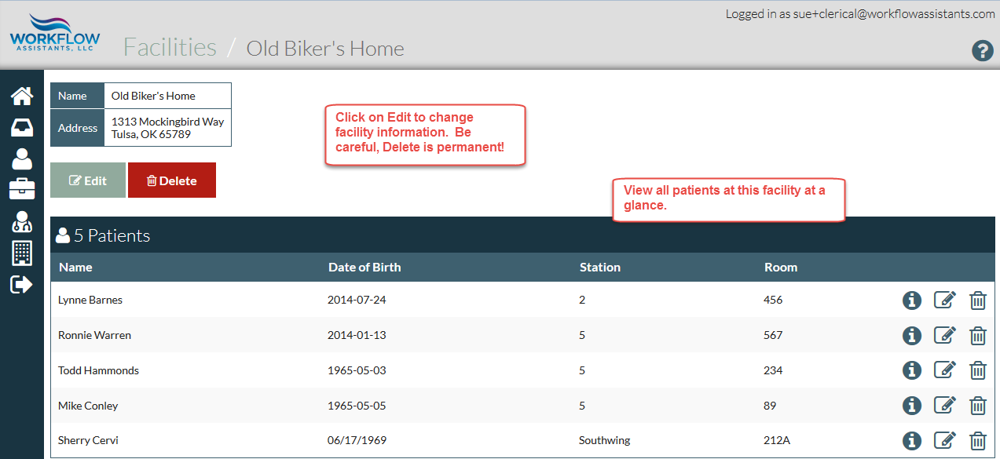 Logged in as sue+clerical@workflowassistants.com
WORKFLOW
ASSISTANTS, LLC
Facilities / Old Biker's Home
?
Name Old Biker's Home
Address 1313 Mockingbird Way
Tulsa, OK 65789
Click on Edit to change
facility information. Be
careful, Delete is permanent!
Edit Delete
View all patients at this facility at a
glance.
5 Patients
Name Date of Birth Station Room
Lynne Barnes 2014-07-24 2 456
Ronnie Warren 2014-01-13 5 567
Todd Hammonds 1965-05-03 5 234
Mike Conley 1965-05-05 5 89
Sherry Cervi 06/17/1969 Southwing 212A